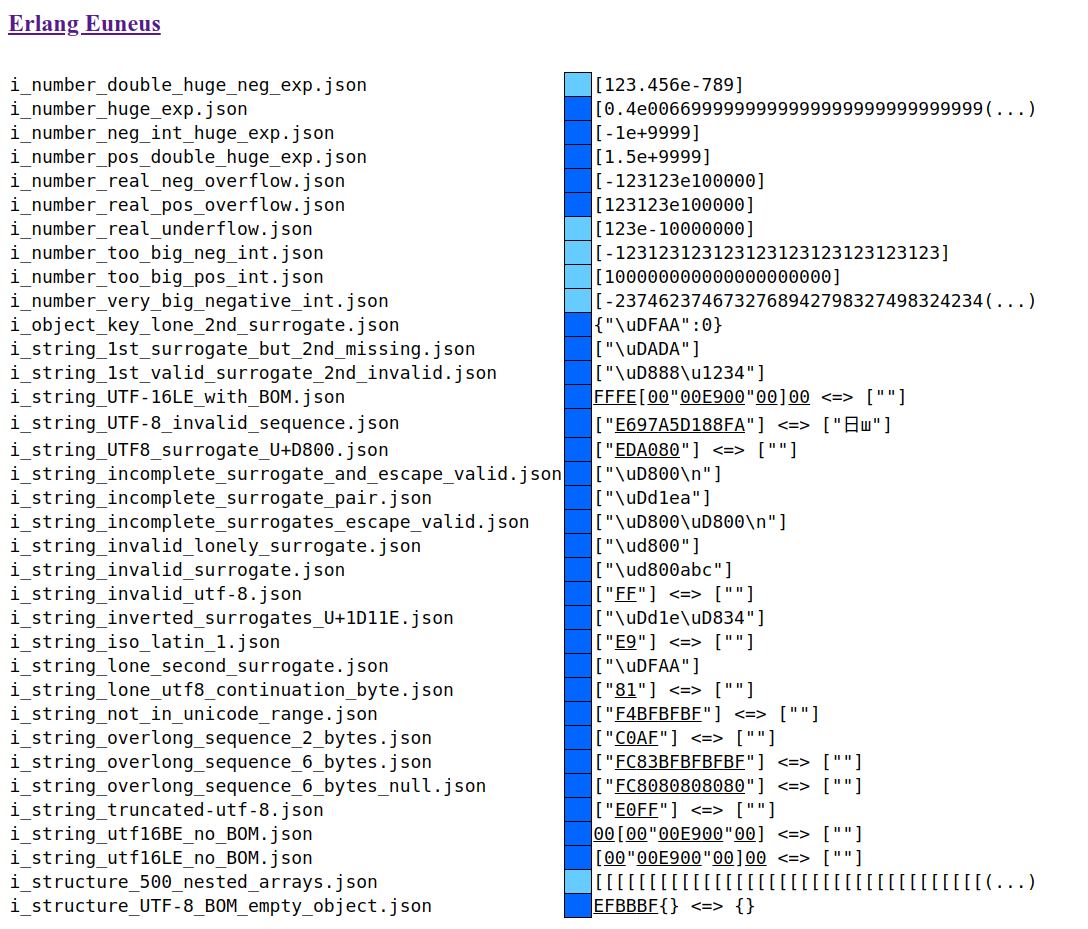 Erlang Euneus
i_number_double_huge_neg_exp.json [123.456e-789]
i_number_huge_exp.json [0.4e00669999999999999999999999999999(...)
i_number_neg_int_huge_exp.json [-1e+9999]
i_number_pos_double_huge_exp.json [1.5e+9999]
i_number_real_neg_overflow.json [-123123e100000]
i_number_real_pos_overflow.json [123123e100000]
i_number_real_underflow.json [123e-10000000]
i_number_too_big_neg_int.json [-123123123123123123123123123123]
i_number_too_big_pos_int.json [100000000000000000000]
i_number_very_big_negative_int.json [-2374623746732768942798327498324234(...)
i_object_key_lone_2nd_surrogate.json {"\uDFAA":0}
i_string_1st_surrogate_but_2nd_missing.json ["\uDADA"]
i_string_1st_valid_surrogate_2nd_invalid.json ["\uD888\u1234"]
i_string_UTF-16LE_with_BOM.json FFFE[00"00E900"00]00 <=> [""]
i_string_UTF-8_invalid_sequence.json ["E697A5D188FA"] <=> ["日ш"]
i_string_UTF8_surrogate_U+D800.json ["EDA080"] <=> [""]
i_string_incomplete_surrogate_and_escape_valid.json ["\uD800\n"]
i_string_incomplete_surrogate_pair.json ["\uDd1ea"]
i_string_incomplete_surrogates_escape_valid.json ["\uD800\uD800\n"]
i_string_invalid_lonely_surrogate.json ["\ud800"]
i_string_invalid_surrogate.json ["\ud800abc"]
i_string_invalid_utf-8.json ["FF"] <=> [""]
i_string_inverted_surrogates_U+1D11E.json ["\uDd1e\uD834"]
i_string_iso_latin_1.json ["E9"] <=> [""]
i_string_lone_second_surrogate.json ["\uDFAA"]
i_string_lone_utf8_continuation_byte.json ["81"] <=> [""]
i_string_not_in_unicode_range.json ["F4BFBFBF"] <=> [""]
i_string_overlong_sequence_2_bytes.json ["C0AF"] <=> [""]
i_string_overlong_sequence_6_bytes.json ["FC83BFBFBFBF"] <=> [""]
i_string_overlong_sequence_6_bytes_null.json ["FC8080808080"] <=> [""]
i_string_truncated-utf-8.json ["E0FF"] <=> [""]
i_string_utf16BE_no_BOM.json 00[00"00E900"00] <=> [""]
i_string_utf16LE_no_BOM.json [00"00E900"00]00 <=> [""]
i_structure_500_nested_arrays.json [[[[[[[[[[[[[[[[[[[[[[[[[[[[[[[[[[[[(...)
i_structure_UTF-8_BOM_empty_object.json EFBBBF{} <=> {}